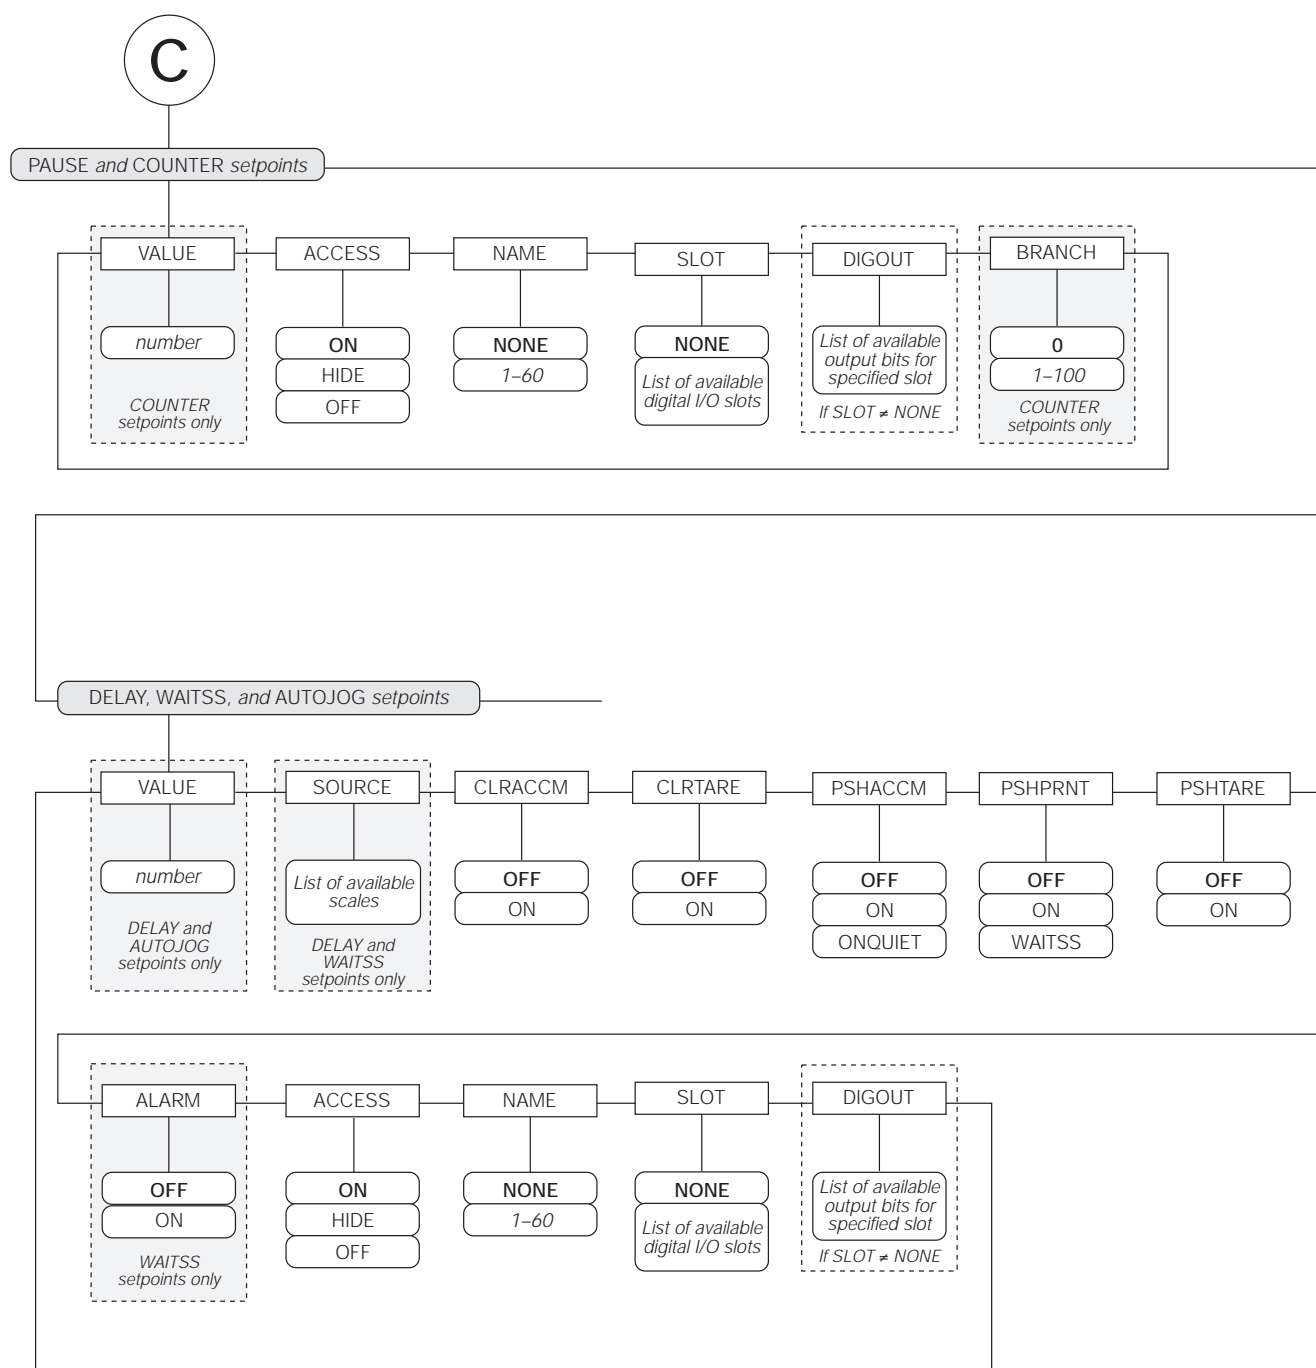 C
PAUSE and COUNTER setpoints
VALUE
ACCESS
NAME
SLOT
DIGOUT
BRANCH
number
COUNTER
setpoints only
ON
HIDE
OFF
NONE
1–60
NONE
List of available
digital I/O slots
List of available
output bits for
specified slot
If SLOT ≠ NONE
0
1–100
COUNTER
setpoints only
DELAY, WAITSS, and AUTOJOG setpoints
VALUE
SOURCE
CLRACCM
CLRTARE
PSHACCM
PSHPRNT
PSHTARE
number
DELAY and
AUTOJOG
setpoints only
List of available
scales
DELAY and
WAITSS
setpoints only
OFF
ON
OFF
ON
OFF
ON
ONQUIET
OFF
ON
WAITSS
OFF
ON
ALARM
ACCESS
NAME
SLOT
DIGOUT
OFF
ON
WAITSS
setpoints only
ON
HIDE
OFF
NONE
1–60
NONE
List of available
digital I/O slots
List of available
output bits for
specified slot
If SLOT ≠ NONE